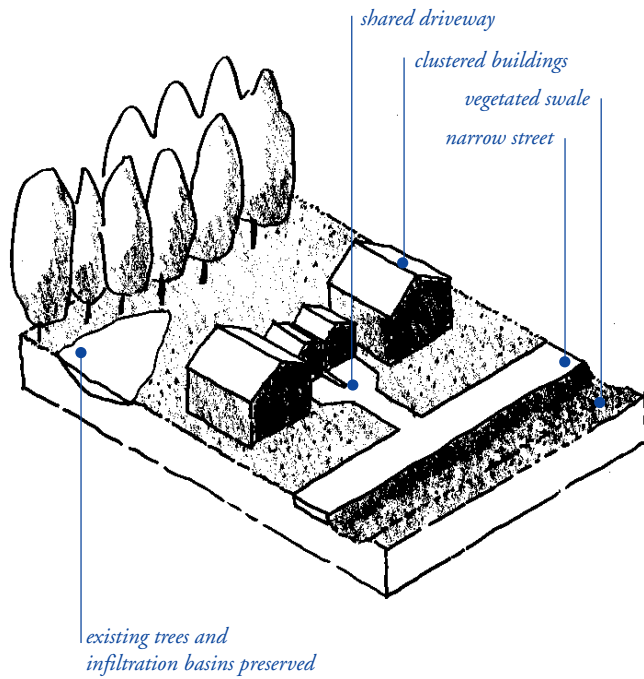 shared driveway
clustered buildings
vegetated swale
narrow street
existing trees and
infiltration basins preserved